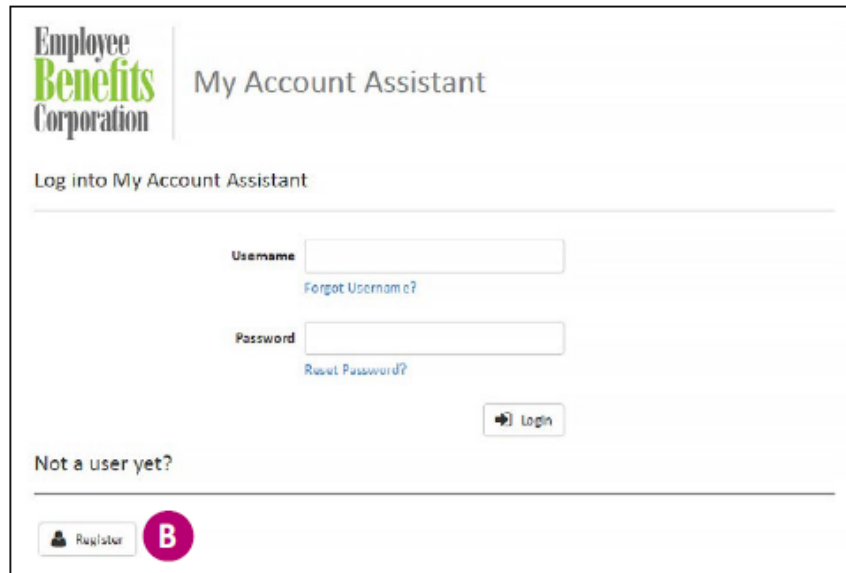 Employee
Benefits
Corporation
My Account Assistant
Log into My Account Assistant
Username
Forgot Username?
Password
Reset Password?
Login
Not a user yet?
Register
B